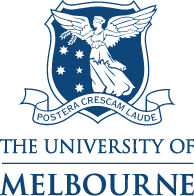 POSTERA CRESCAM LAUDE
THE UNIVERSITY OF
MELBOURNE